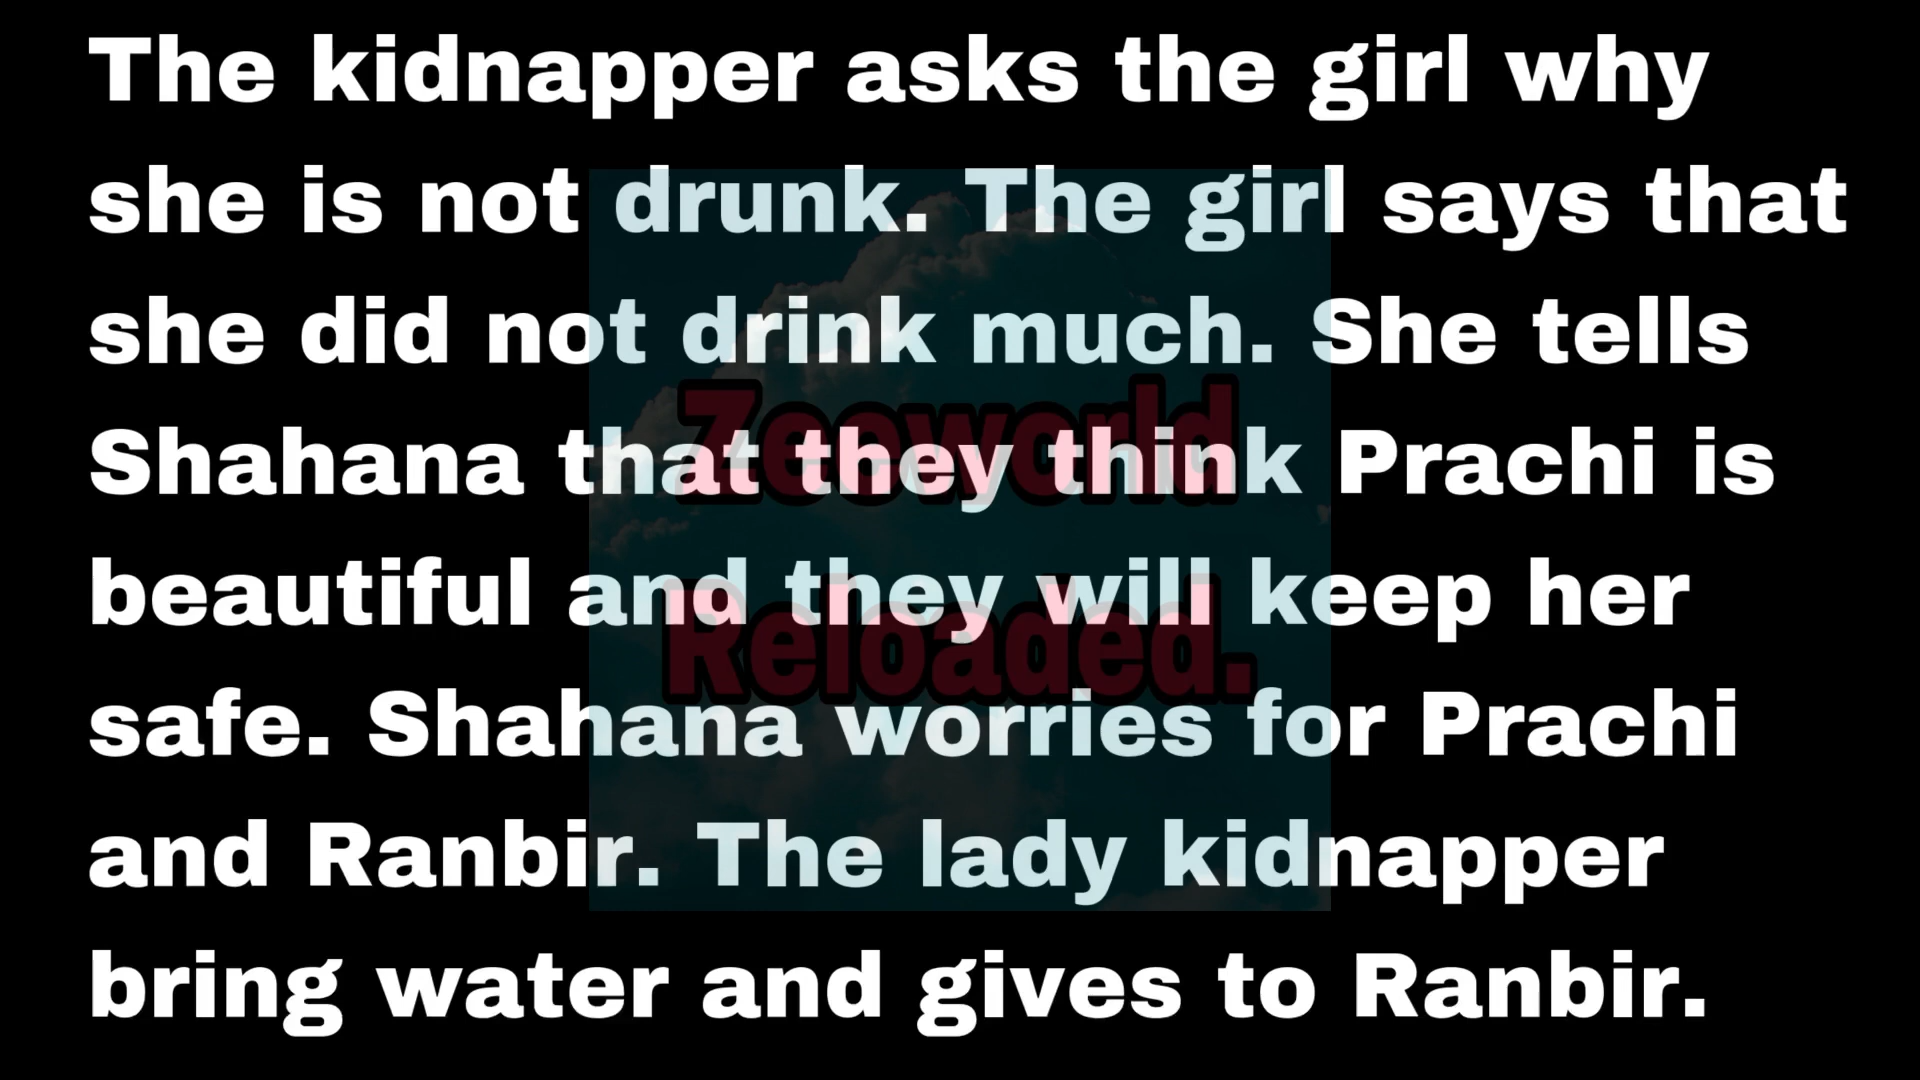 The kidnapper asks the girl why
she is not drunk. The girl says that
she did not drink much. She tells
Shahana that they think Prachi is
beautiful and they will keep her
safe. Shahana worries for Prachi
and Ranbir. The lady kidnapper
bring water and gives to Ranbir.
Zeeworld
Reloaded.